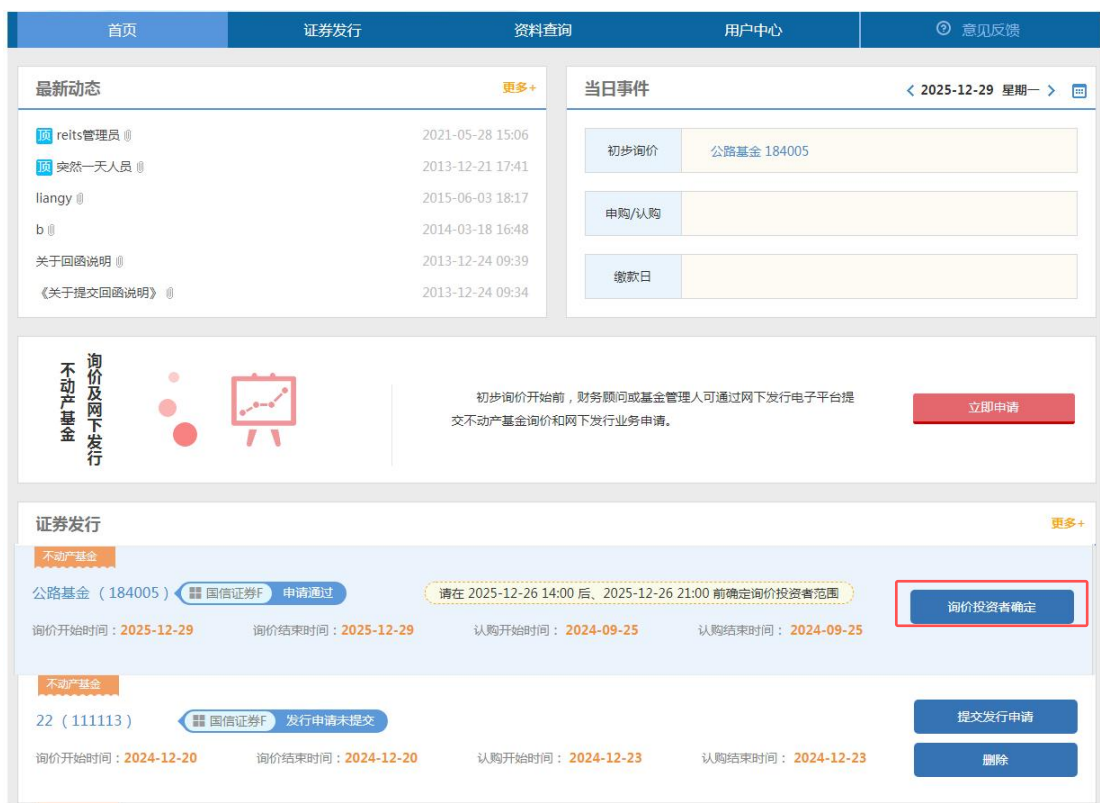 首页 证券发行 资料查询 用户中心 意见反馈
最新动态 更多+
顶 reits管理员 2021-05-28 15:06
顶 突然一天人员 2013-12-21 17:41
liangy 2015-06-03 18:17
b 2014-03-18 16:48
关于回函说明 2013-12-24 09:39
《关于提交回函说明》 2013-12-24 09:34
当日事件 2025-12-29 星期一
初步询价 公路基金 184005
申购/认购
缴款日
不动产基金
询价及网下发行
初步询价开始前，财务顾问或基金管理人可通过网下发行电子平台提
交不动产基金询价和网下发行业务申请。
立即申请
证券发行 更多+
不动产基金
公路基金（184005） 国信证券F 申请通过 请在 2025-12-26 14:00 后、2025-12-26 21:00 前确定询价投资者范围
询价投资者确定
询价开始时间：2025-12-29 询价结束时间：2025-12-29 认购开始时间： 2024-09-25 认购结束时间： 2024-09-25
不动产基金
22（111113） 国信证券F 发行申请未提交
提交发行申请
询价开始时间：2024-12-20 询价结束时间：2024-12-20 认购开始时间： 2024-12-23 认购结束时间： 2024-12-23
删除